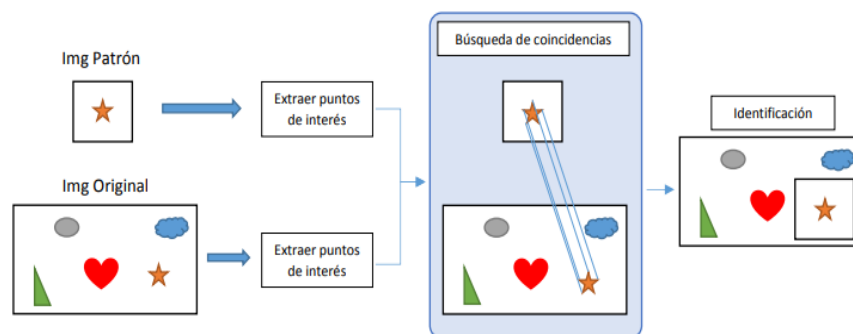 Img Patrón
Extraer puntos
de interés
Img Original
Extraer puntos
de interés
Búsqueda de coincidencias
Identificación